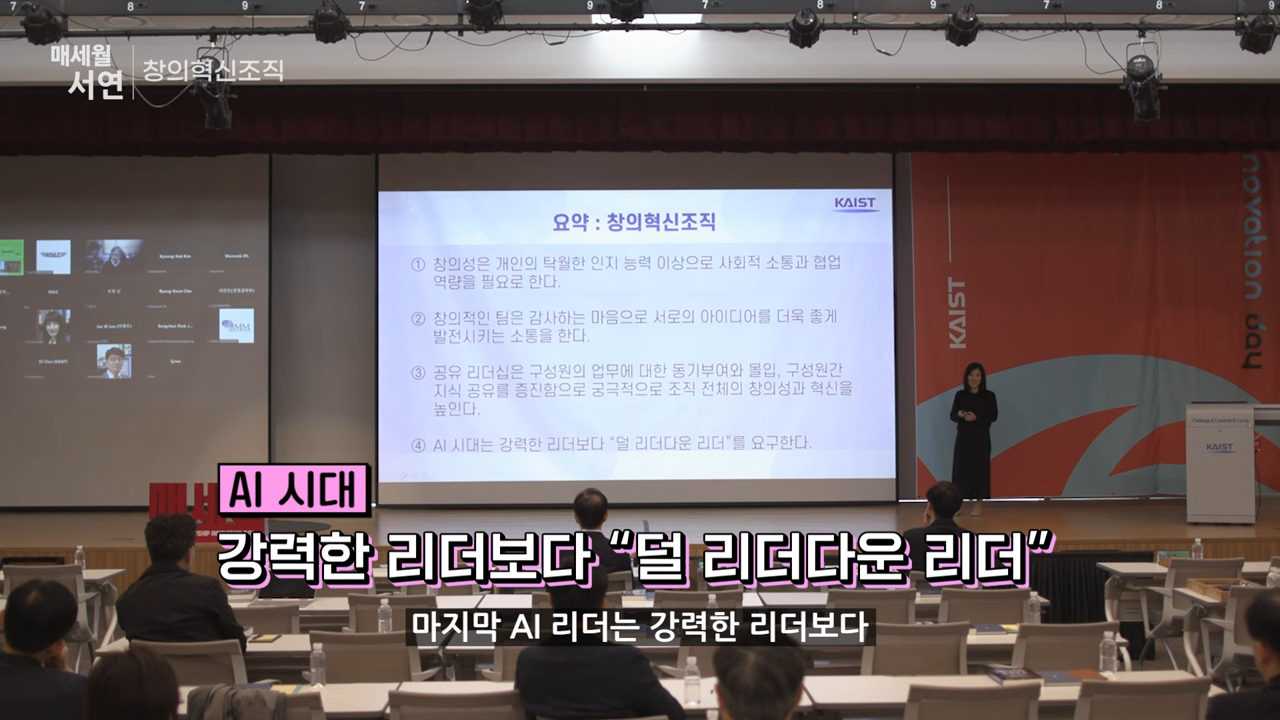 매세월
서연
창의혁신조직
KAIST
요약 : 창의혁신조직
① 창의성은 개인의 탁월한 인지 능력 이상으로 사회적 소통과 협업
역량을 필요로 한다.
② 창의적인 팀은 감사하는 마음으로 서로의 아이디어를 더욱 좋게
발전시키는 소통을 한다.
③ 공유 리더십은 구성원의 업무에 대한 동기부여와 몰입, 구성원간
지식 공유를 증진함으로 궁극적으로 조직 전체의 창의성과 혁신을
높인다.
④ AI 시대는 강력한 리더보다 “덜 리더다운 리더”를 요구한다.
KAIST
novation day
Challenge & Creativity & Caring
KAIST
AI 시대
강력한 리더보다 “덜 리더다운 리더”
마지막 AI 리더는 강력한 리더보다